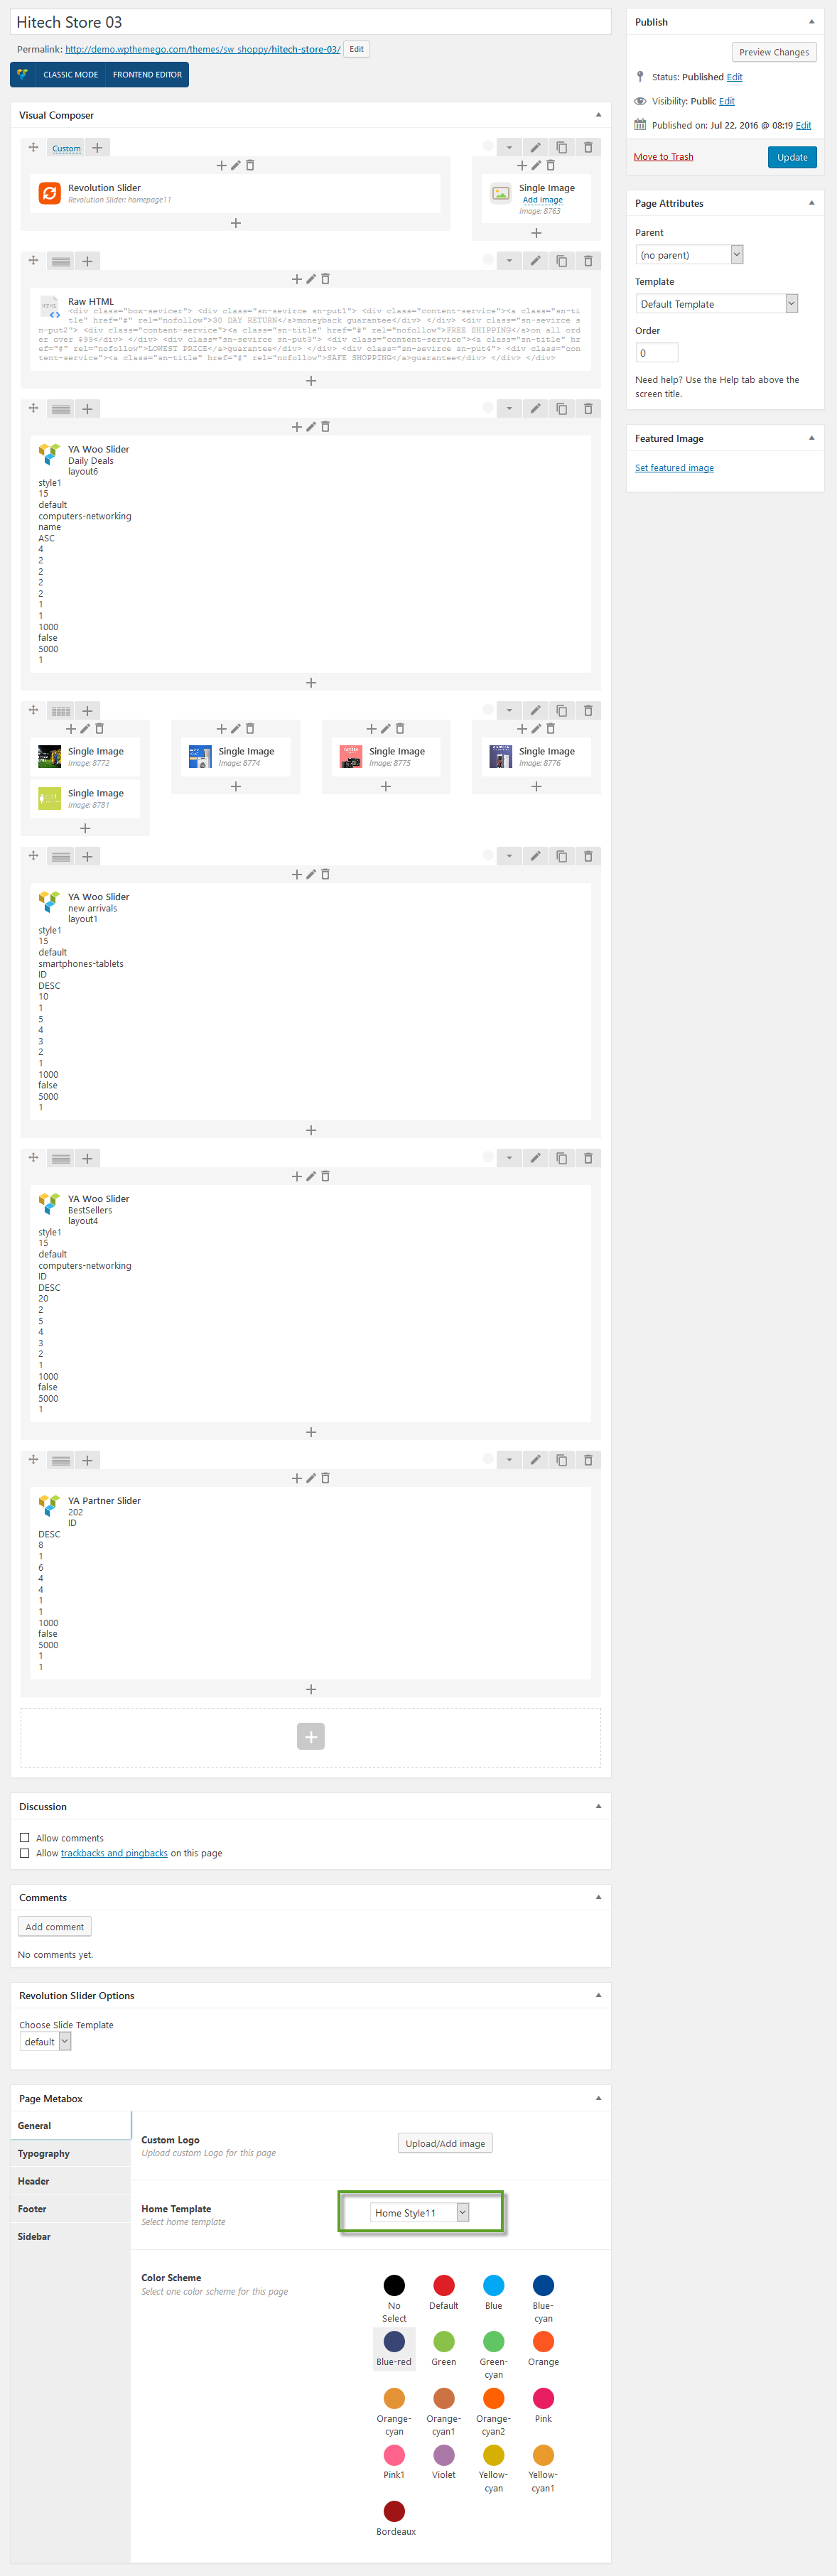 Hitech Store 03
Permalink: http://demo.wpthemego.com/themes/sw_shoppy/hitech-store-03/ Edit
CLASSIC MODE FRONTEND EDITOR
Visual Composer
Custom
Revolution Slider
Revolution Slider: homepage11
Single Image
Add image
Image: 8763
Raw HTML
<div class="box-sevicer"> <div class="sn-sevirce sn-put1"> <div class="content-service"><a class="sn-ti
tle" href="#" rel="nofollow">30 DAY RETURN</a>moneyback guarantee</div> </div> <div class="sn-sevirce s
n-put2"> <div class="content-service"><a class="sn-title" href="#" rel="nofollow">FREE SHIPPING</a>on all ord
er over $99</div> </div> <div class="sn-sevirce sn-put3"> <div class="content-service"><a class="sn-title" hr
ef="#" rel="nofollow">LOWEST PRICE</a>guarantee</div> </div> <div class="sn-sevirce sn-put4"> <div class="con
tent-service"><a class="sn-title" href="#" rel="nofollow">SAFE SHOPPING</a>guarantee</div> </div> </div>
YA Woo Slider
Daily Deals
layout6
style1
15
default
computers-networking
name
ASC
4
2
2
2
2
1
1
1000
false
5000
1
Single Image
Image: 8772
Single Image
Image: 8781
Single Image
Image: 8774
Single Image
Image: 8775
Single Image
Image: 8776
YA Woo Slider
new arrivals
layout1
style1
15
default
smartphones-tablets
ID
DESC
10
1
5
4
3
2
1
1000
false
5000
1
YA Woo Slider
BestSellers
layout4
style1
15
default
computers-networking
ID
DESC
20
2
5
4
3
2
1
1000
false
5000
1
YA Partner Slider
202
ID
DESC
8
1
6
4
4
1
1
1000
false
5000
1
1
Discussion
Allow comments
Allow trackbacks and pingbacks on this page
Comments
Add comment
No comments yet.
Revolution Slider Options
Choose Slide Template
default
Page Metabox
General
Typography
Header
Footer
Sidebar
Custom Logo
Upload custom Logo for this page
Upload/Add image
Home Template
Select home template
Home Style11
Color Scheme
Select one color scheme for this page
No Select
Default
Blue
Blue-cyan
Blue-red
Green
Green-cyan
Orange
Orange-cyan
Orange-cyan1
Orange-cyan2
Pink
Pink1
Violet
Yellow-cyan
Yellow-cyan1
Bordeaux
Publish
Preview Changes
Status: Published Edit
Visibility: Public Edit
Published on: Jul 22, 2016 @ 08:19 Edit
Move to Trash
Update
Page Attributes
Parent
(no parent)
Template
Default Template
Order
0
Need help? Use the Help tab above the
screen title.
Featured Image
Set featured image